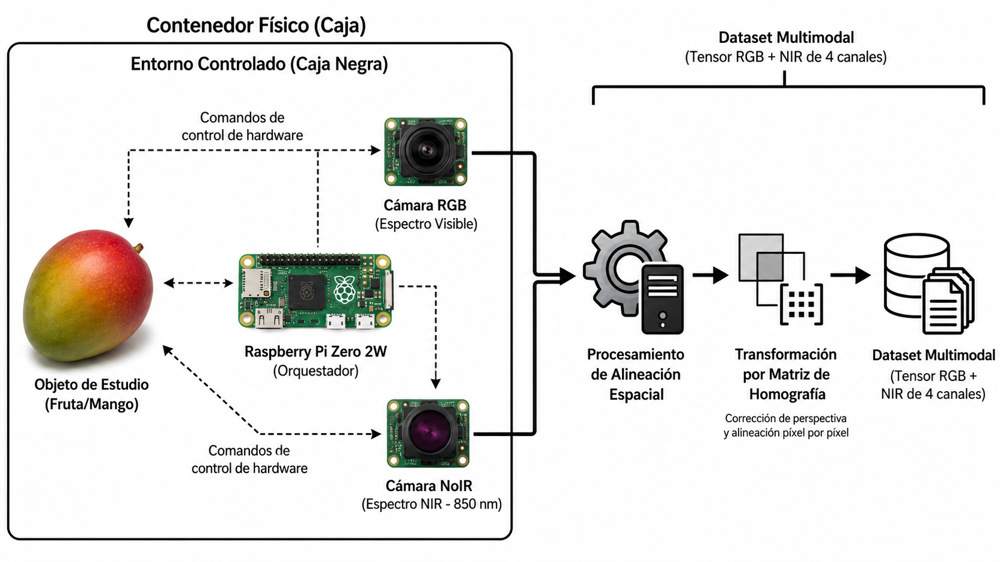 Contenedor Físico (Caja)
Entorno Controlado (Caja Negra)
Comandos de
control de hardware
Cámara RGB
(Espectro Visible)
Raspberry Pi Zero 2W
(Orquestador)
Objeto de Estudio
(Fruta/Mango)
Comandos de
control de hardware
Cámara NoIR
(Espectro NIR - 850 nm)
Dataset Multimodal
(Tensor RGB + NIR de 4 canales)
Procesamiento
de Alineación
Espacial
Transformación
por Matriz de
Homografía
Corrección de perspectiva
y alineación píxel por píxel
Dataset Multimodal
(Tensor RGB +
NIR de 4 canales)